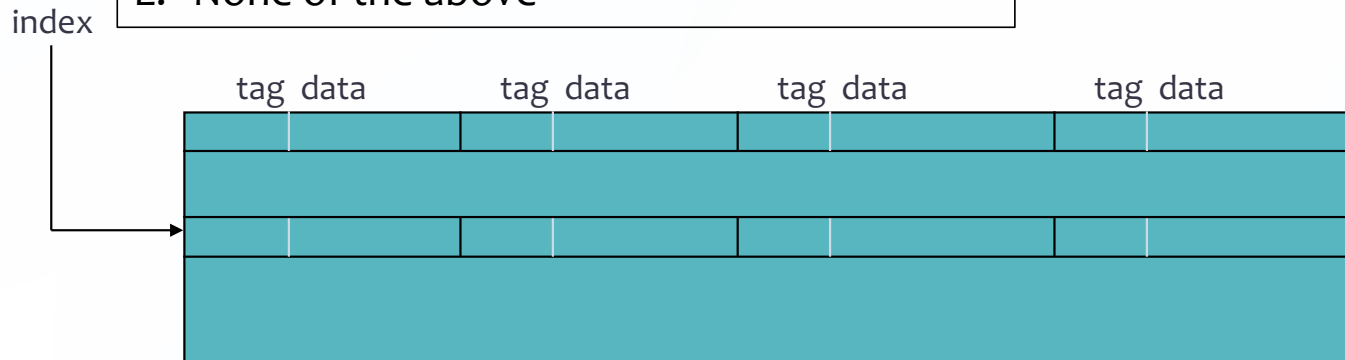 E. None of the above
index
tag data tag data tag data tag data